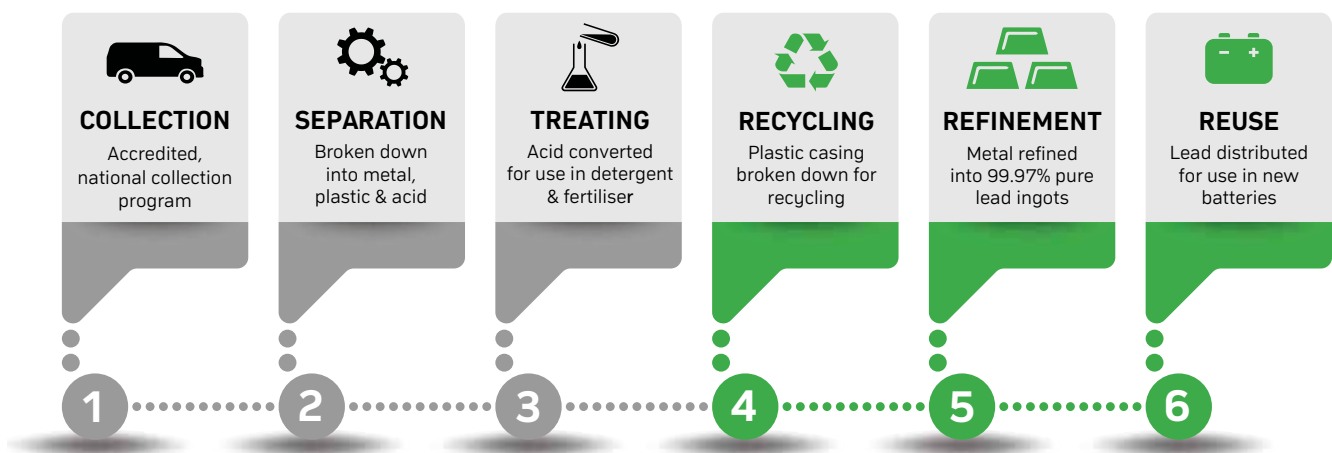 COLLECTION
Accredited,
national collection
program
SEPARATION
Broken down
into metal,
plastic & acid
TREATING
Acid converted
for use in detergent
& fertiliser
RECYCLING
Plastic casing
broken down for
recycling
REFINEMENT
Metal refined
into 99.97% pure
lead ingots
REUSE
Lead distributed
for use in new
batteries
1
2
3
4
5
6